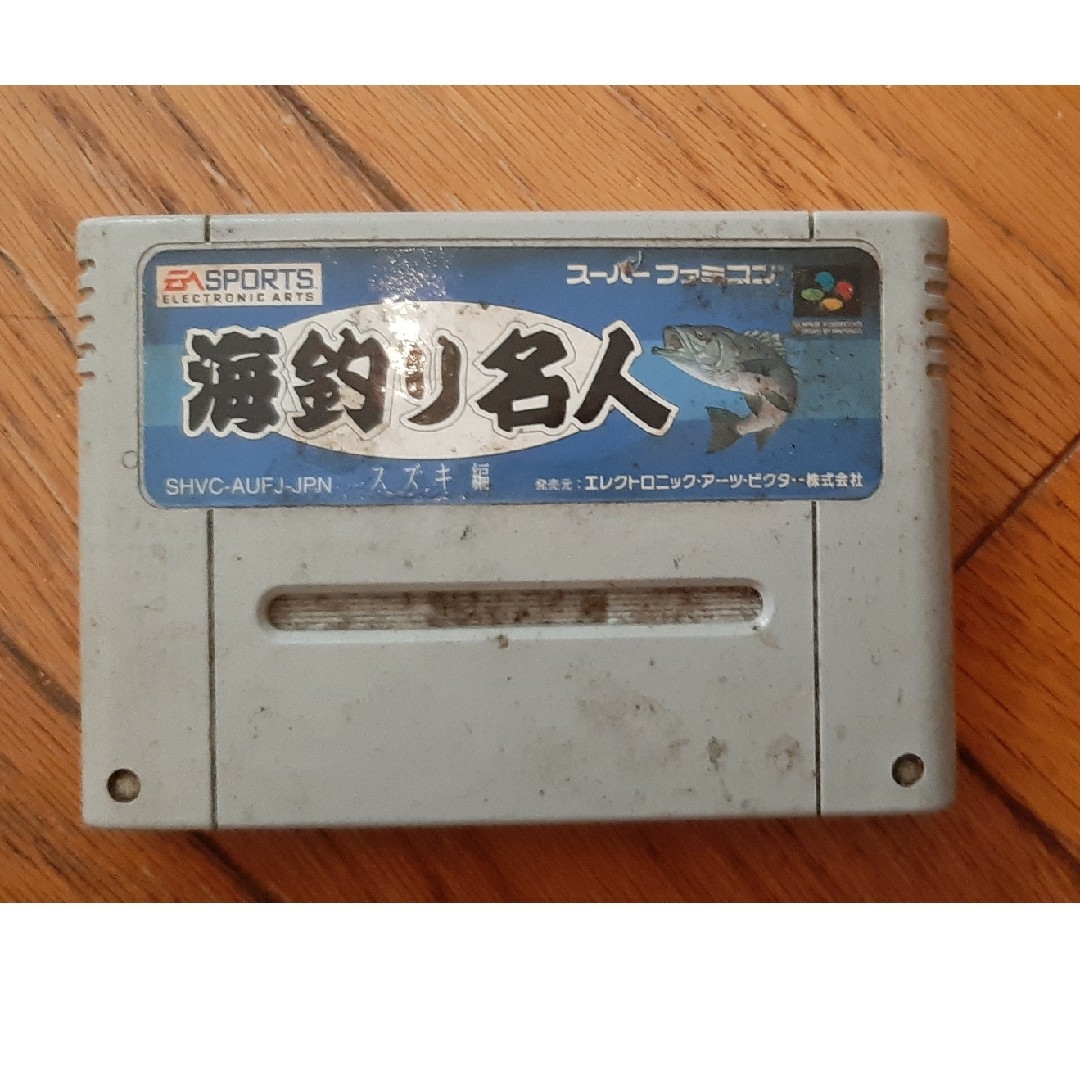 EA SPORTS
ELECTRONIC ARTS
スーパーファミコン
海釣り名人
スズキ編
SHVC-AUFJ-JPN
発売元:エレクトロニック・アーツ・ビクター株式会社